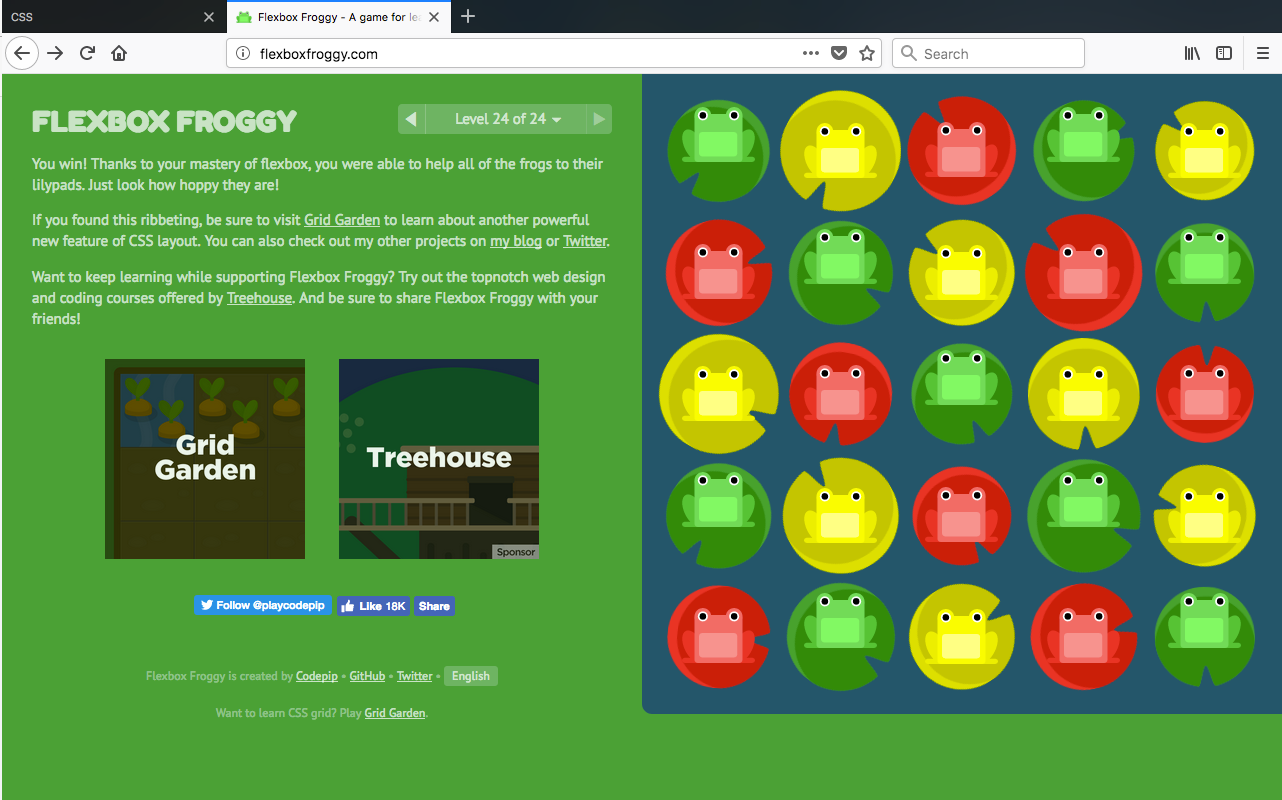 CSS
Flexbox Froggy - A game for le
flexboxfroggy.com
Search
FLEXBOX FROGGY
Level 24 of 24
You win! Thanks to your mastery of flexbox, you were able to help all of the frogs to their
lilypads. Just look how hoppy they are!
If you found this ribbeting, be sure to visit Grid Garden to learn about another powerful
new feature of CSS layout. You can also check out my other projects on my blog or Twitter.
Want to keep learning while supporting Flexbox Froggy? Try out the topnotch web design
and coding courses offered by Treehouse. And be sure to share Flexbox Froggy with your
friends!
Grid
Garden
Treehouse
Sponsor
Follow @playcodepip
Like 18K
Share
Flexbox Froggy is created by Codepip • GitHub • Twitter • English
Want to learn CSS grid? Play Grid Garden.